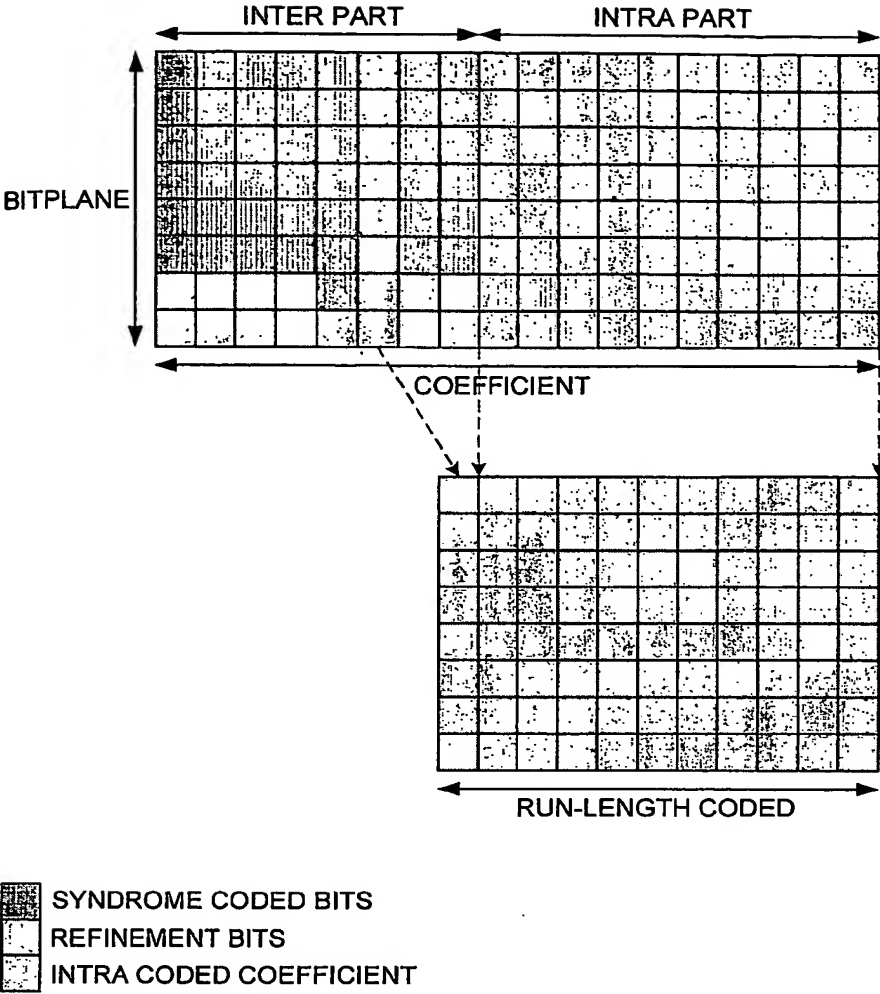 INTER PART
INTRA PART
BITPLANE
COEFFICIENT
RUN-LENGTH CODED
SYNDROME CODED BITS
REFINEMENT BITS
INTRA CODED COEFFICIENT